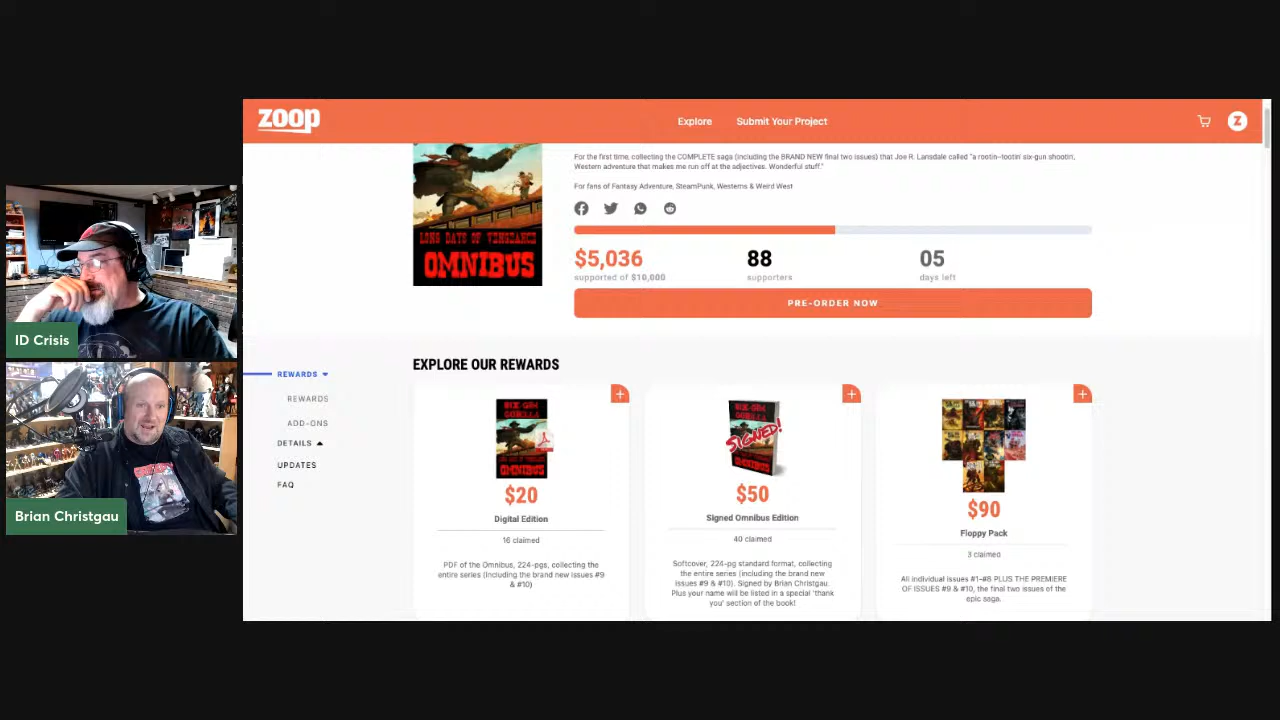 zoop
Explore
Submit Your Project
Z
For the first time, collecting the COMPLETE saga (including the BRAND NEW final two issues) that Joe R. Lansdale called "a rootin-tootin' six-gun shootin,
Western adventure that makes me run off at the adjectives. Wonderful stuff."
For fans of Fantasy Adventure, SteamPunk, Westerns & Weird West
LONG DAYS OF VENGEANCE
OMNIBUS
$5,036
supported of $10,000
88
supporters
05
days left
PRE-ORDER NOW
ID Crisis
Brian Christgau
REWARDS
REWARDS
ADD-ONS
DETAILS
UPDATES
FAQ
EXPLORE OUR REWARDS
SIX GUN
GORILLA
OMNIBUS
$20
Digital Edition
16 claimed
PDF of the Omnibus, 224-pgs, collecting the
entire series (including the brand new issues #9
& #10)
SIGNED!
OMNIBUS
$50
Signed Omnibus Edition
40 claimed
Softcover, 224-pg standard format, collecting
the entire series (including the brand new
issues #9 & #10). Signed by Brian Christgau.
Plus your name will be listed in a special 'thank
you' section of the book!
$90
Floppy Pack
3 claimed
All individual issues #1-#8 PLUS THE PREMIERE
OF ISSUES #9 & #10, the final two issues of the
epic saga.